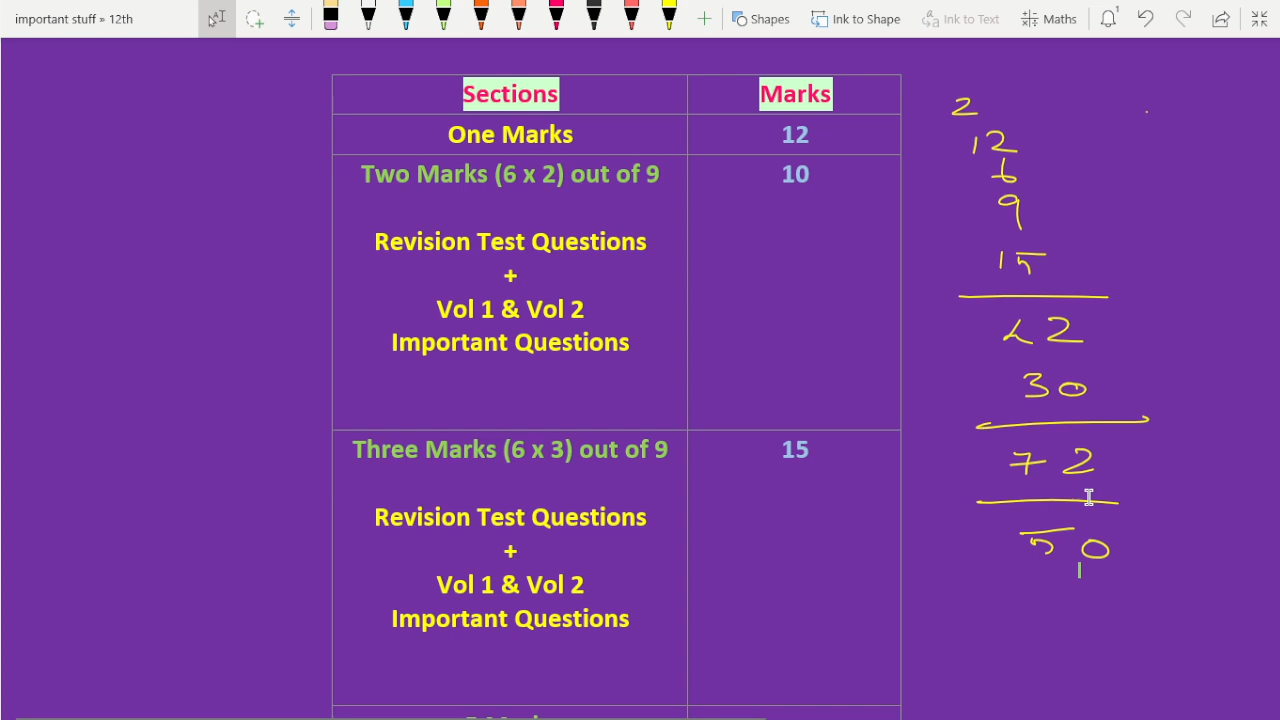 important stuff » 12th
Shapes
Ink to Shape
Ink to Text
Maths
1
Sections Marks
One Marks 12
Two Marks (6 x 2) out of 9 10
Revision Test Questions
+
Vol 1 & Vol 2
Important Questions
Three Marks (6 x 3) out of 9 15
Revision Test Questions
+
Vol 1 & Vol 2
Important Questions
2
12
6
9
15
42
30
72
50